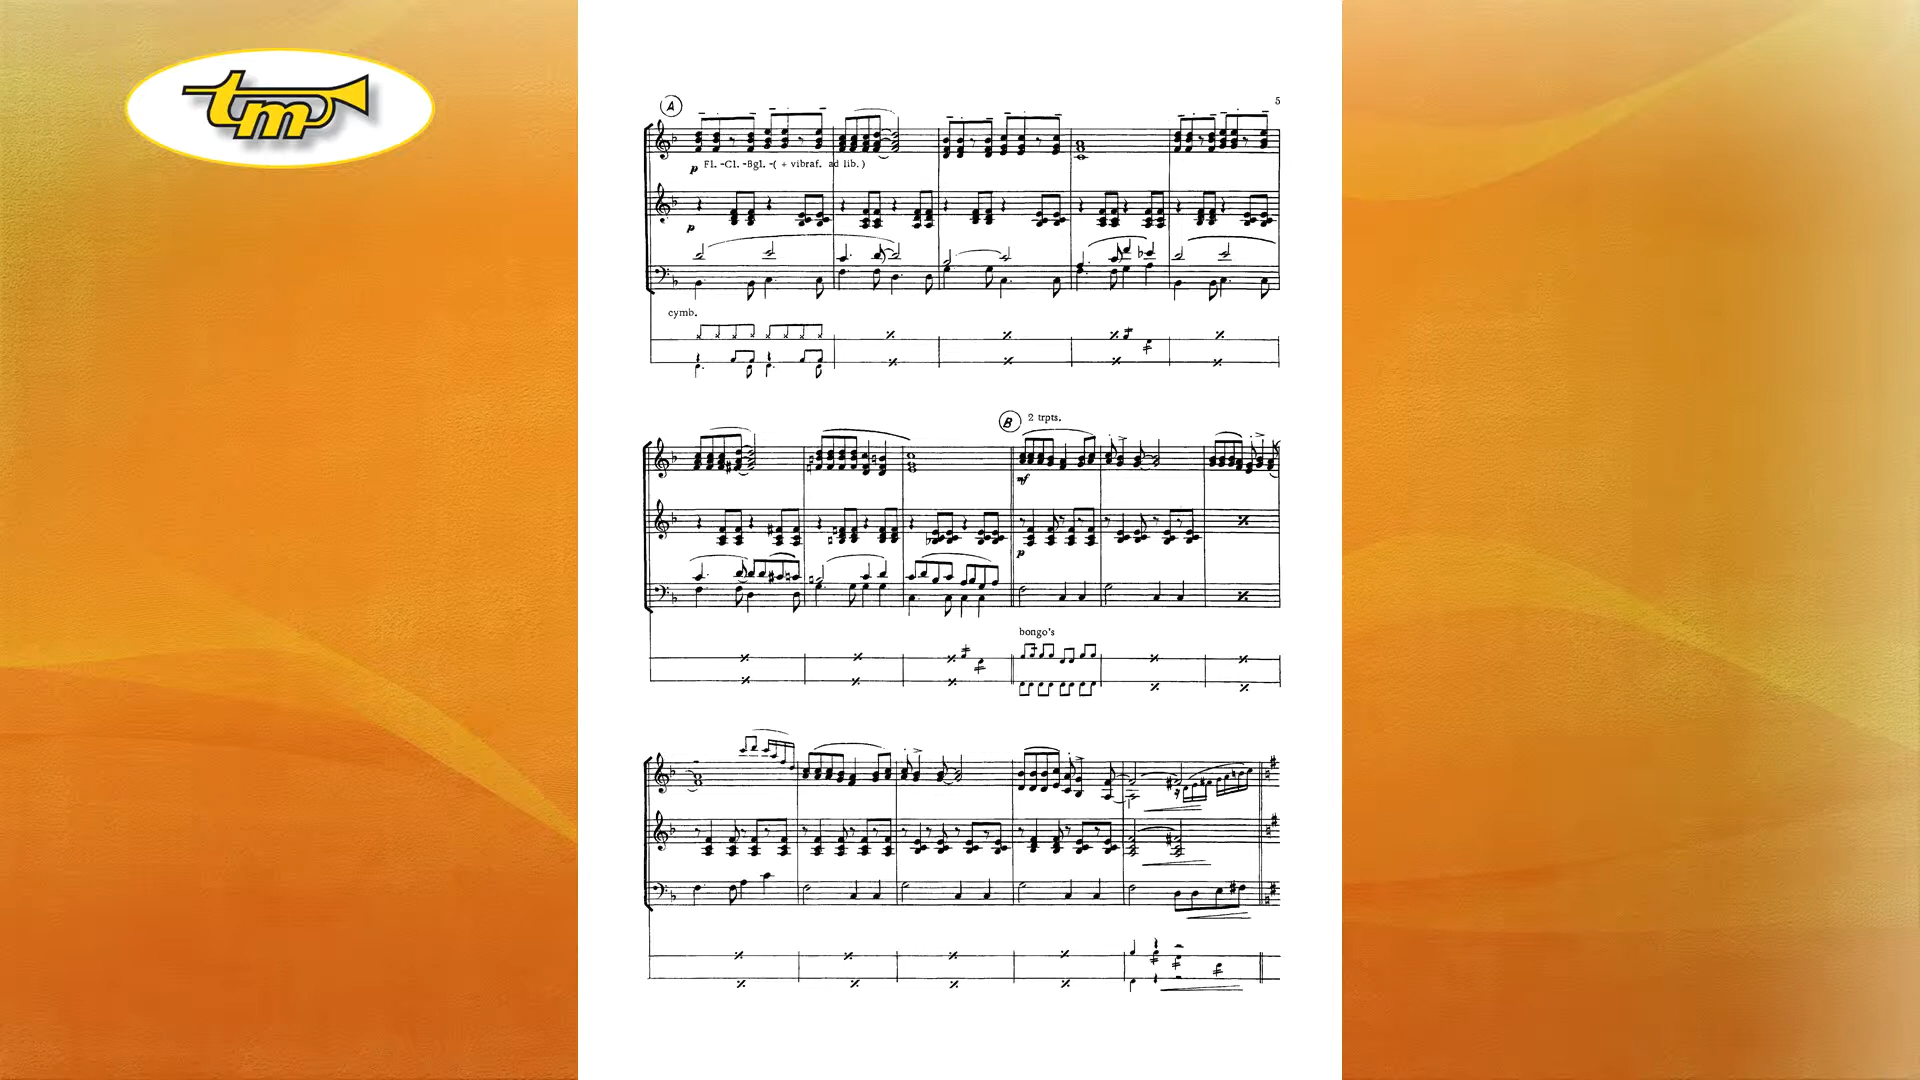 tm
A
5
p Fl. -Cl. -Bgl. -( + vibraf. ad lib. )
p
cymb.
B 2 trpts.
mf
p
bongo's